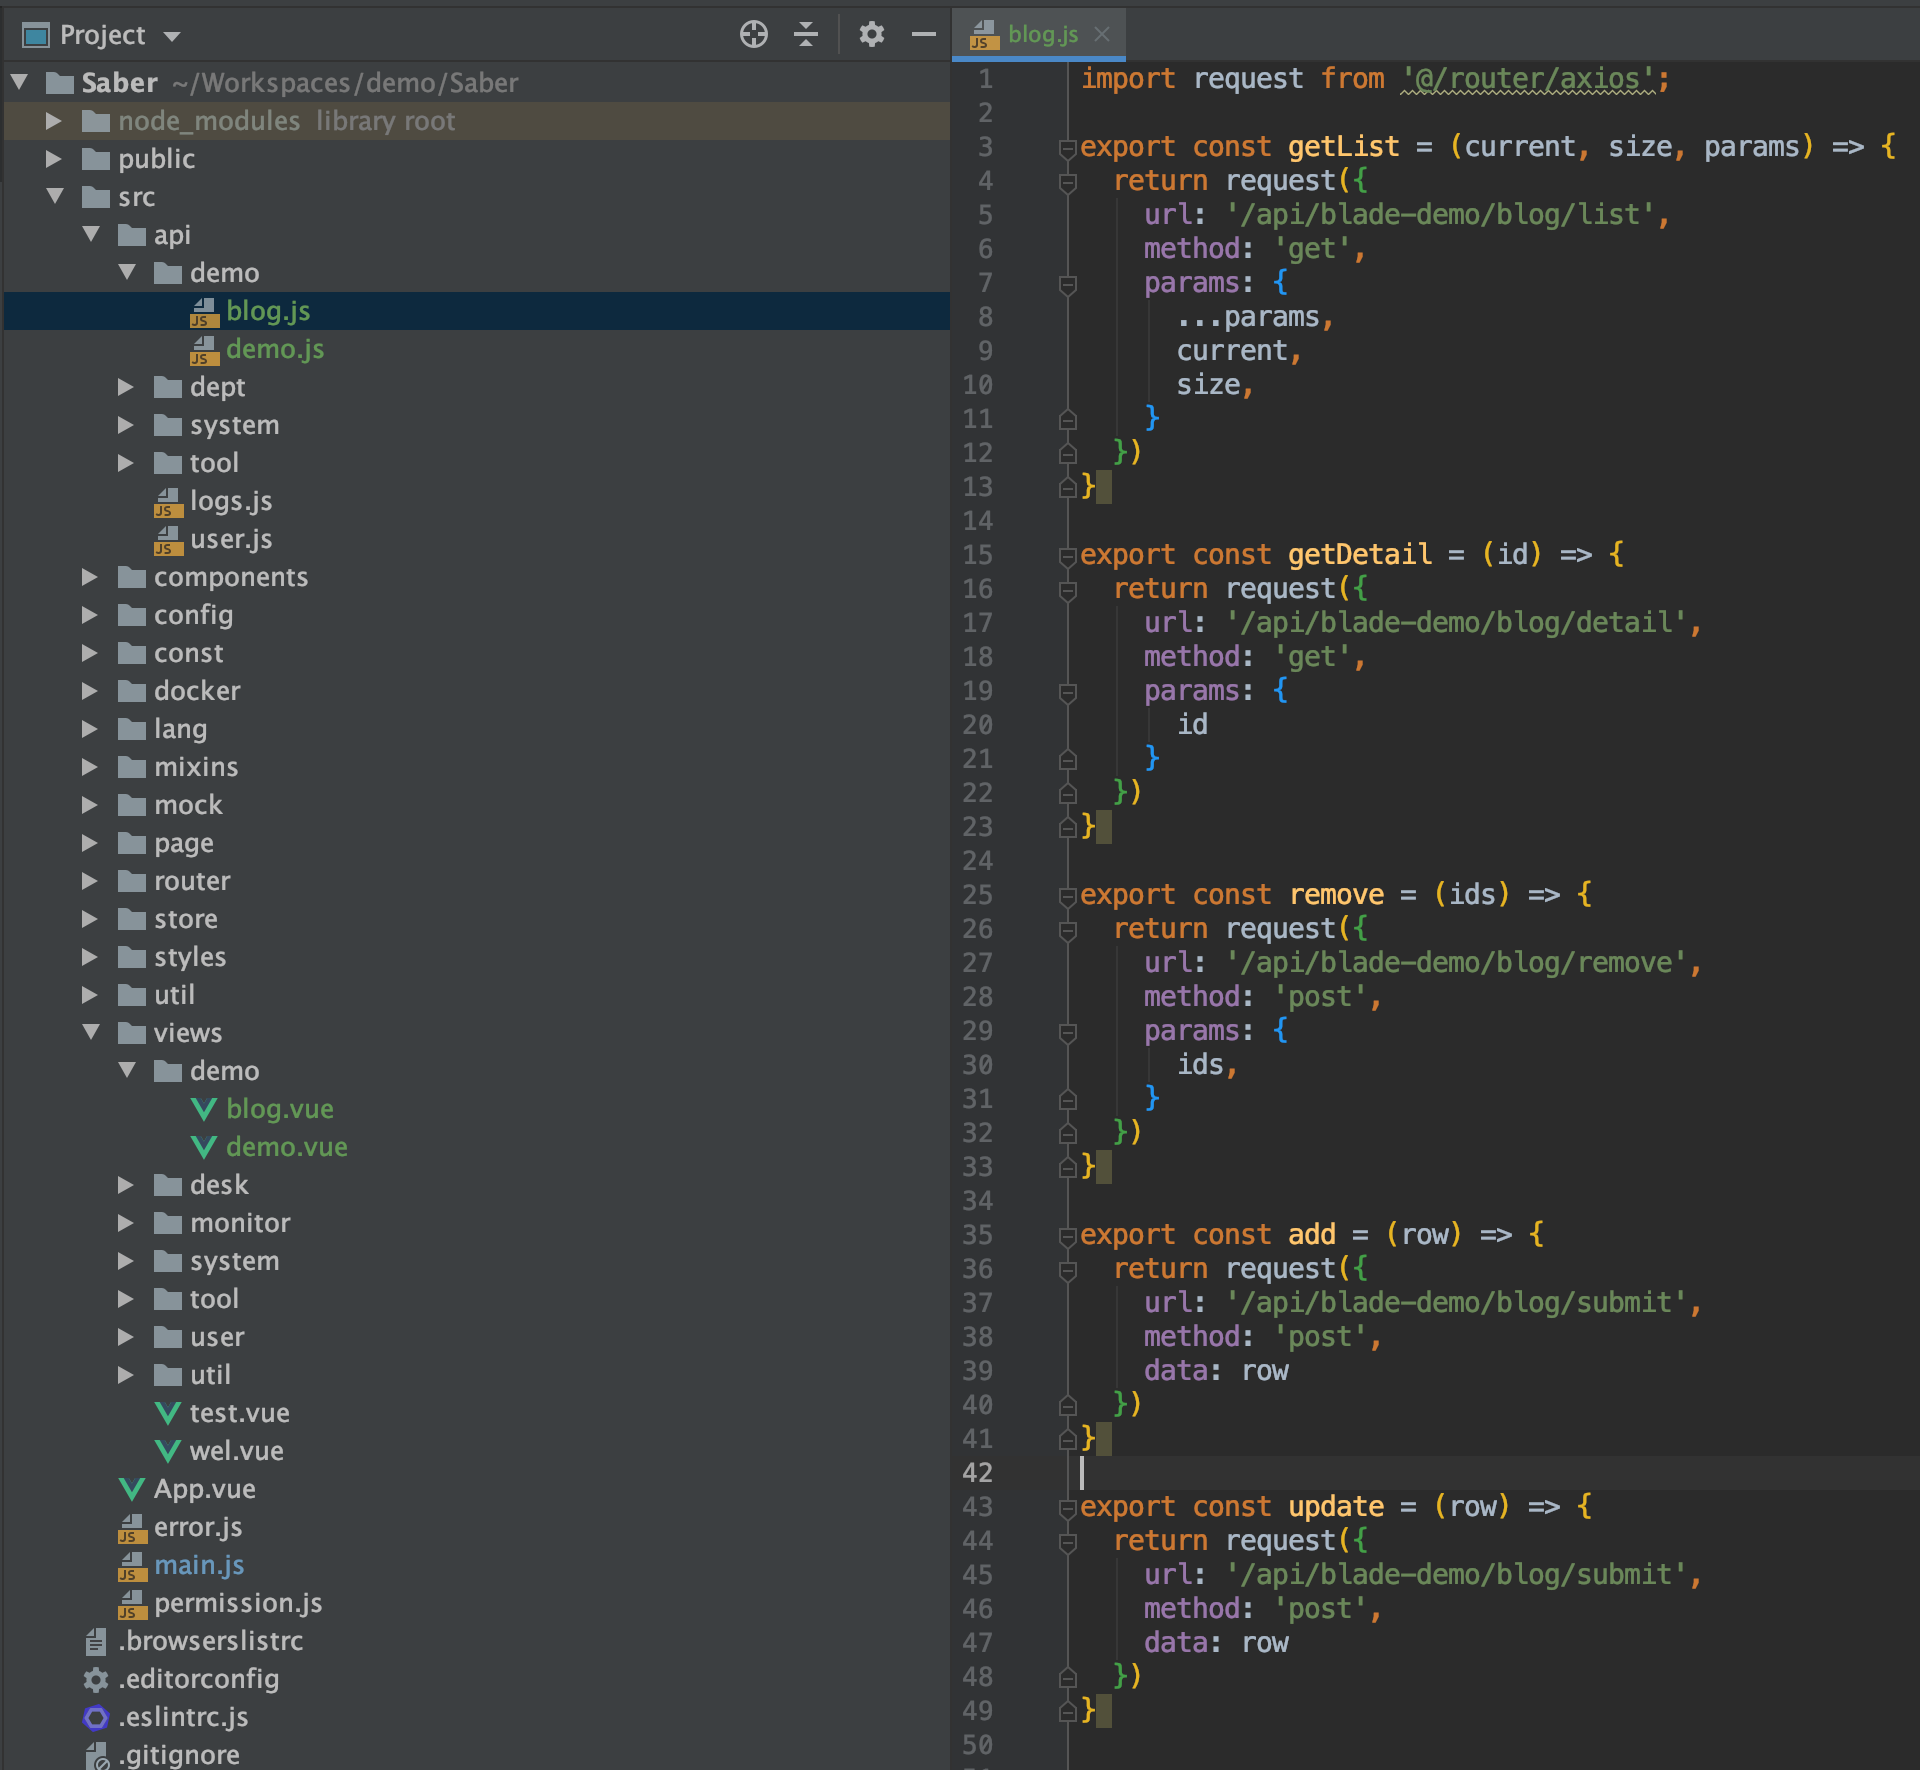 Project
Saber ~/Workspaces/demo/Saber
node_modules library root
public
src
api
demo
blog.js
demo.js
dept
system
tool
logs.js
user.js
components
config
const
docker
lang
mixins
mock
page
router
store
styles
util
views
demo
blog.vue
demo.vue
desk
monitor
system
tool
user
util
test.vue
wel.vue
App.vue
error.js
main.js
permission.js
.browserslistrc
.editorconfig
.eslintrc.js
.gitignore
blog.js
1 import request from '@/router/axios';
2
3 export const getList = (current, size, params) => {
4 return request({
5 url: '/api/blade-demo/blog/list',
6 method: 'get',
7 params: {
8 ...params,
9 current,
10 size,
11 }
12 })
13 }
14
15 export const getDetail = (id) => {
16 return request({
17 url: '/api/blade-demo/blog/detail',
18 method: 'get',
19 params: {
20 id
21 }
22 })
23 }
24
25 export const remove = (ids) => {
26 return request({
27 url: '/api/blade-demo/blog/remove',
28 method: 'post',
29 params: {
30 ids,
31 }
32 })
33 }
34
35 export const add = (row) => {
36 return request({
37 url: '/api/blade-demo/blog/submit',
38 method: 'post',
39 data: row
40 })
41 }
42
43 export const update = (row) => {
44 return request({
45 url: '/api/blade-demo/blog/submit',
46 method: 'post',
47 data: row
48 })
49 }
50